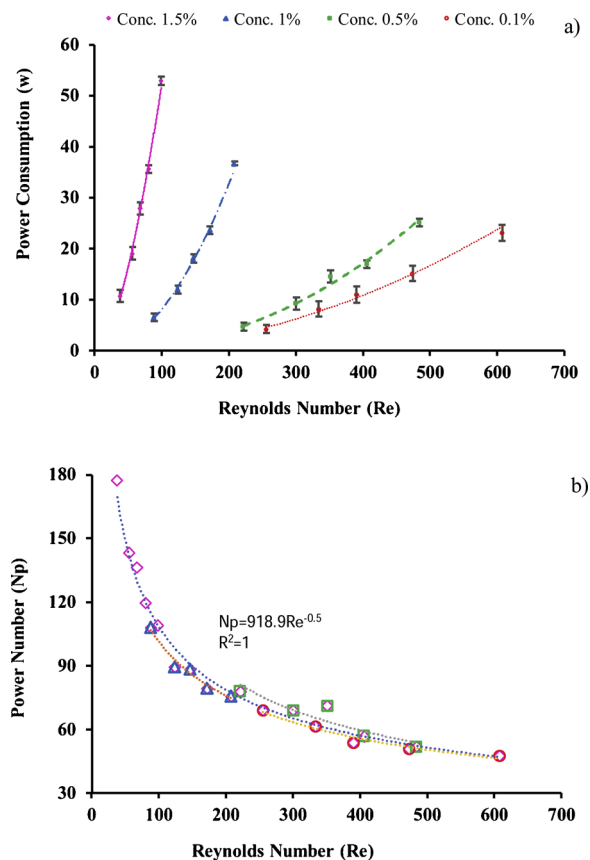 Conc. 1.5% Conc. 1% Conc. 0.5% Conc. 0.1%
a)
60
50
40
30
20
10
0
Power Consumption (w)
0 100 200 300 400 500 600 700
Reynolds Number (Re)
b)
180
150
120
90
60
30
Power Number (Np)
Np=918.9Re-0.5
R2=1
0 100 200 300 400 500 600 700
Reynolds Number (Re)